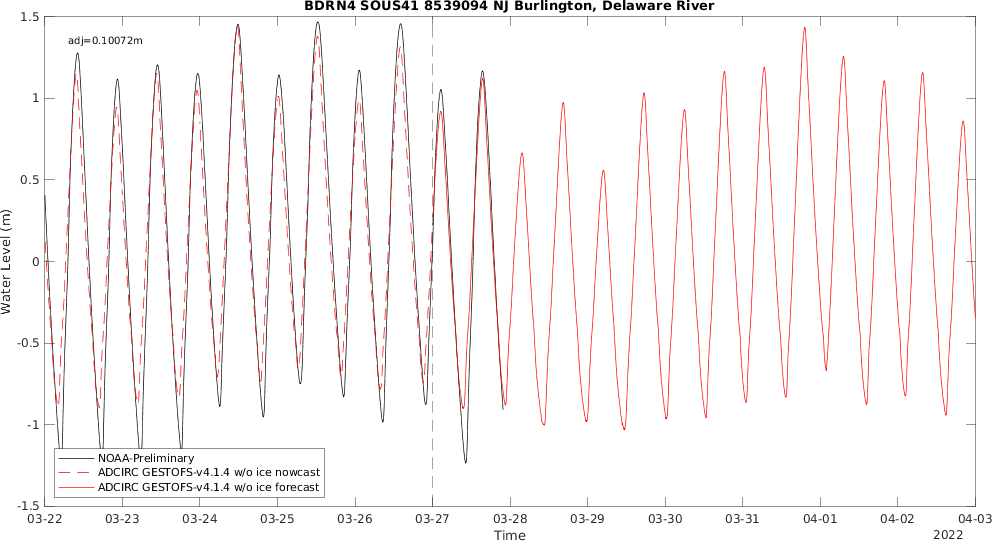 BDRN4 SOUS41 8539094 NJ Burlington, Delaware River
adj=0.10072m
Water Level (m)
1.5
1
0.5
0
-0.5
-1
-1.5
NOAA-Preliminary
ADCIRC GESTOFS-v4.1.4 w/o ice nowcast
ADCIRC GESTOFS-v4.1.4 w/o ice forecast
03-22 03-23 03-24 03-25 03-26 03-27 03-28 03-29 03-30 03-31 04-01 04-02 04-03
Time
2022